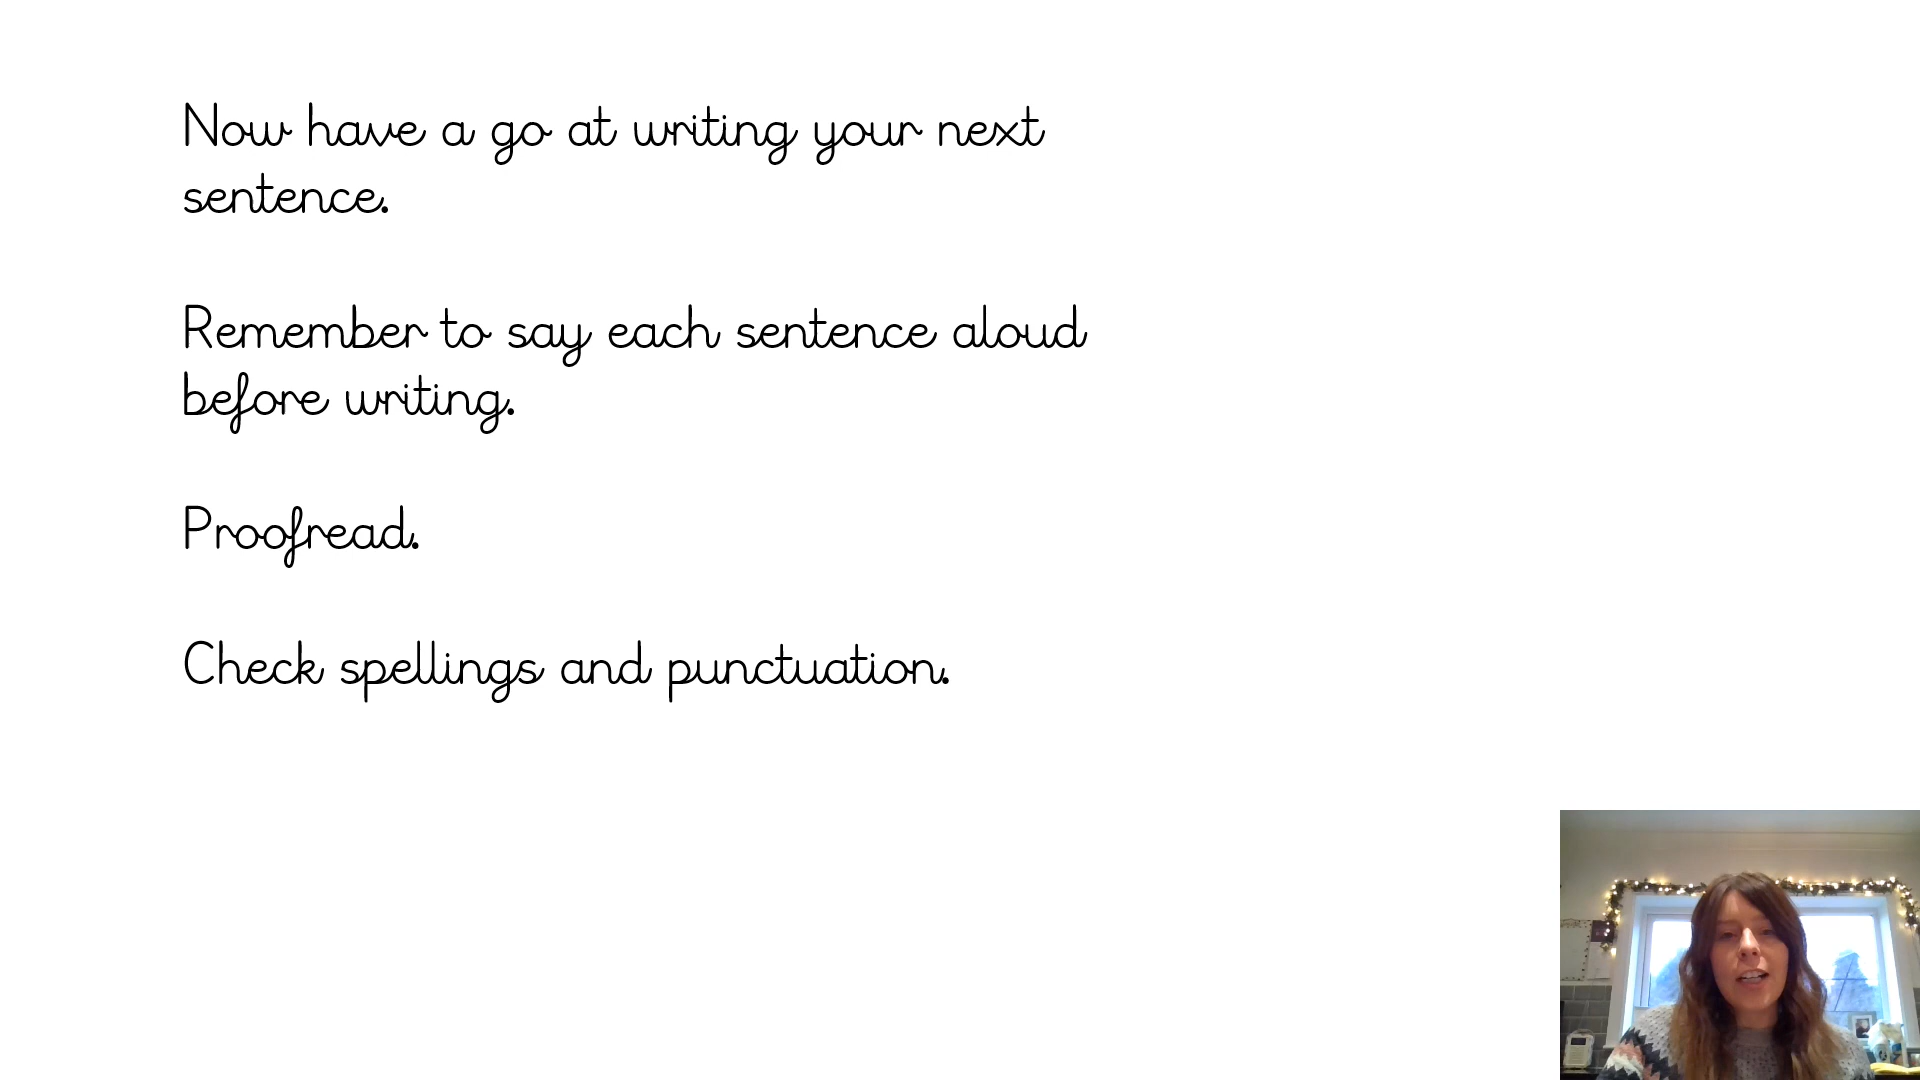 Now have a go at writing your next
sentence.
Remember to say each sentence aloud
before writing.
Proofread.
Check spellings and punctuation.